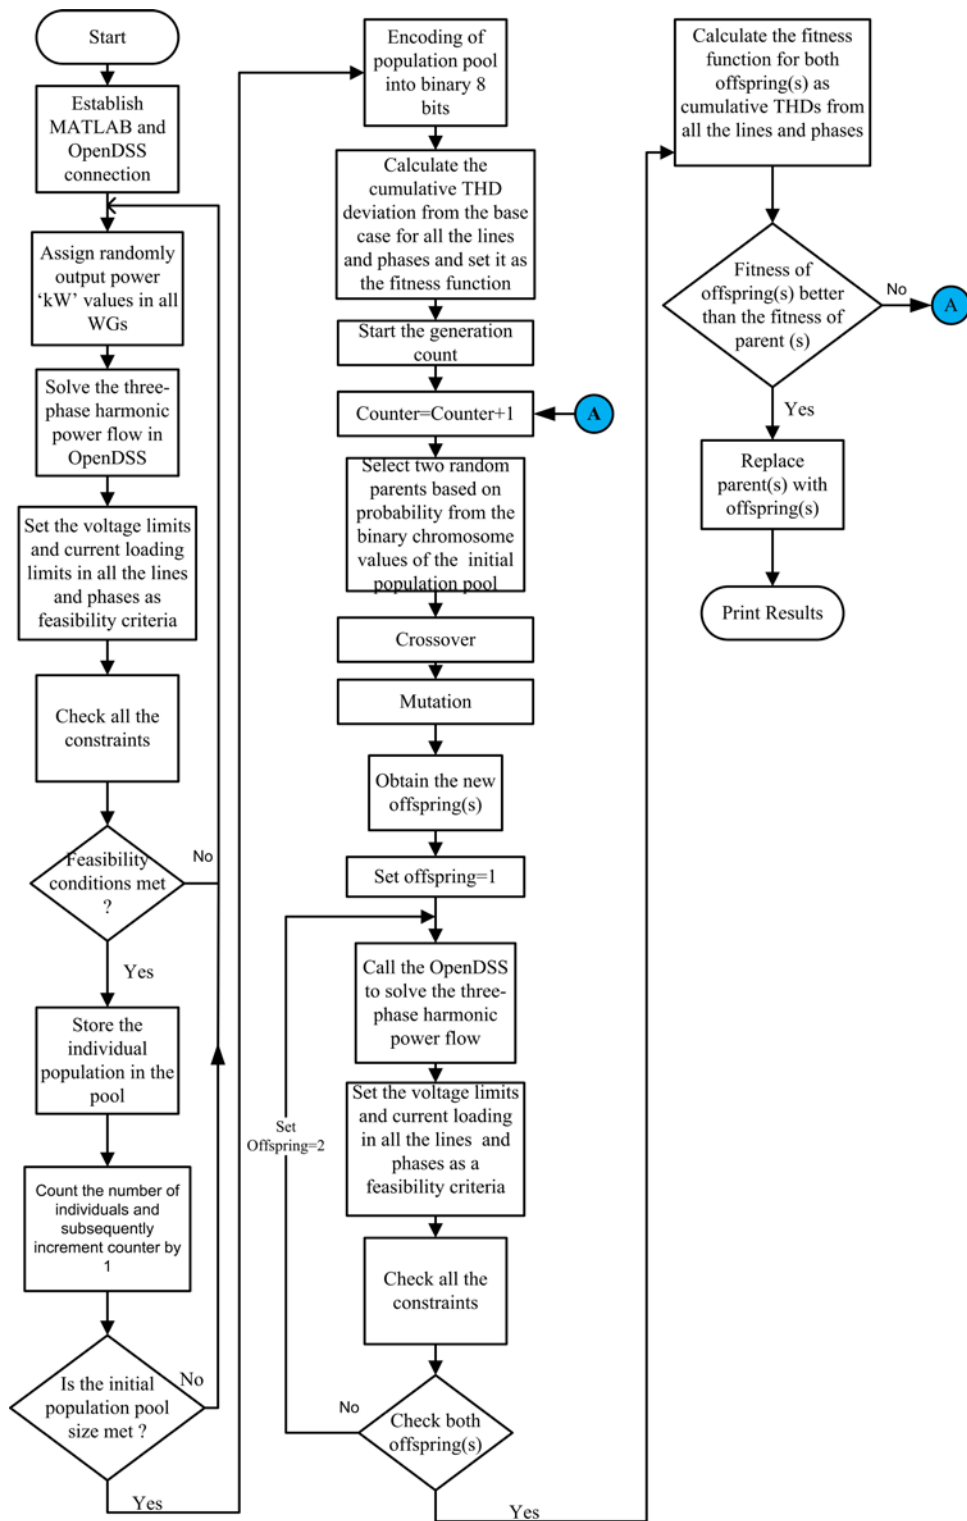 Start
Establish
MATLAB and
OpenDSS
connection
Assign randomly
output power
‘kW’ values in all
WGs
Solve the three-
phase harmonic
power flow in
OpenDSS
Set the voltage limits
and current loading
limits in all the lines
and phases as
feasibility criteria
Check all the
constraints
Feasibility
conditions met
?
No
Yes
Store the
individual
population in the
pool
Count the number of
individuals and
subsequently
increment counter by
1
Is the initial
population pool
size met ?
No
Yes
Encoding of
population pool
into binary 8
bits
Calculate the
cumulative THD
deviation from the base
case for all the lines
and phases and set it as
the fitness function
Start the generation
count
Counter=Counter+1
A
Select two random
parents based on
probability from the
binary chromosome
values of the initial
population pool
Crossover
Mutation
Obtain the new
offspring(s)
Set offspring=1
Call the OpenDSS
to solve the three-
phase harmonic
power flow
Set the voltage limits
and current loading
in all the lines and
phases as a
feasibility criteria
Check all the
constraints
Check both
offspring(s)
No
Set
Offspring=2
Yes
Calculate the fitness
function for both
offspring(s) as
cumulative THDs from
all the lines and phases
Fitness of
offspring(s) better
than the fitness of
parent (s)
No
A
Yes
Replace
parent(s) with
offspring(s)
Print Results